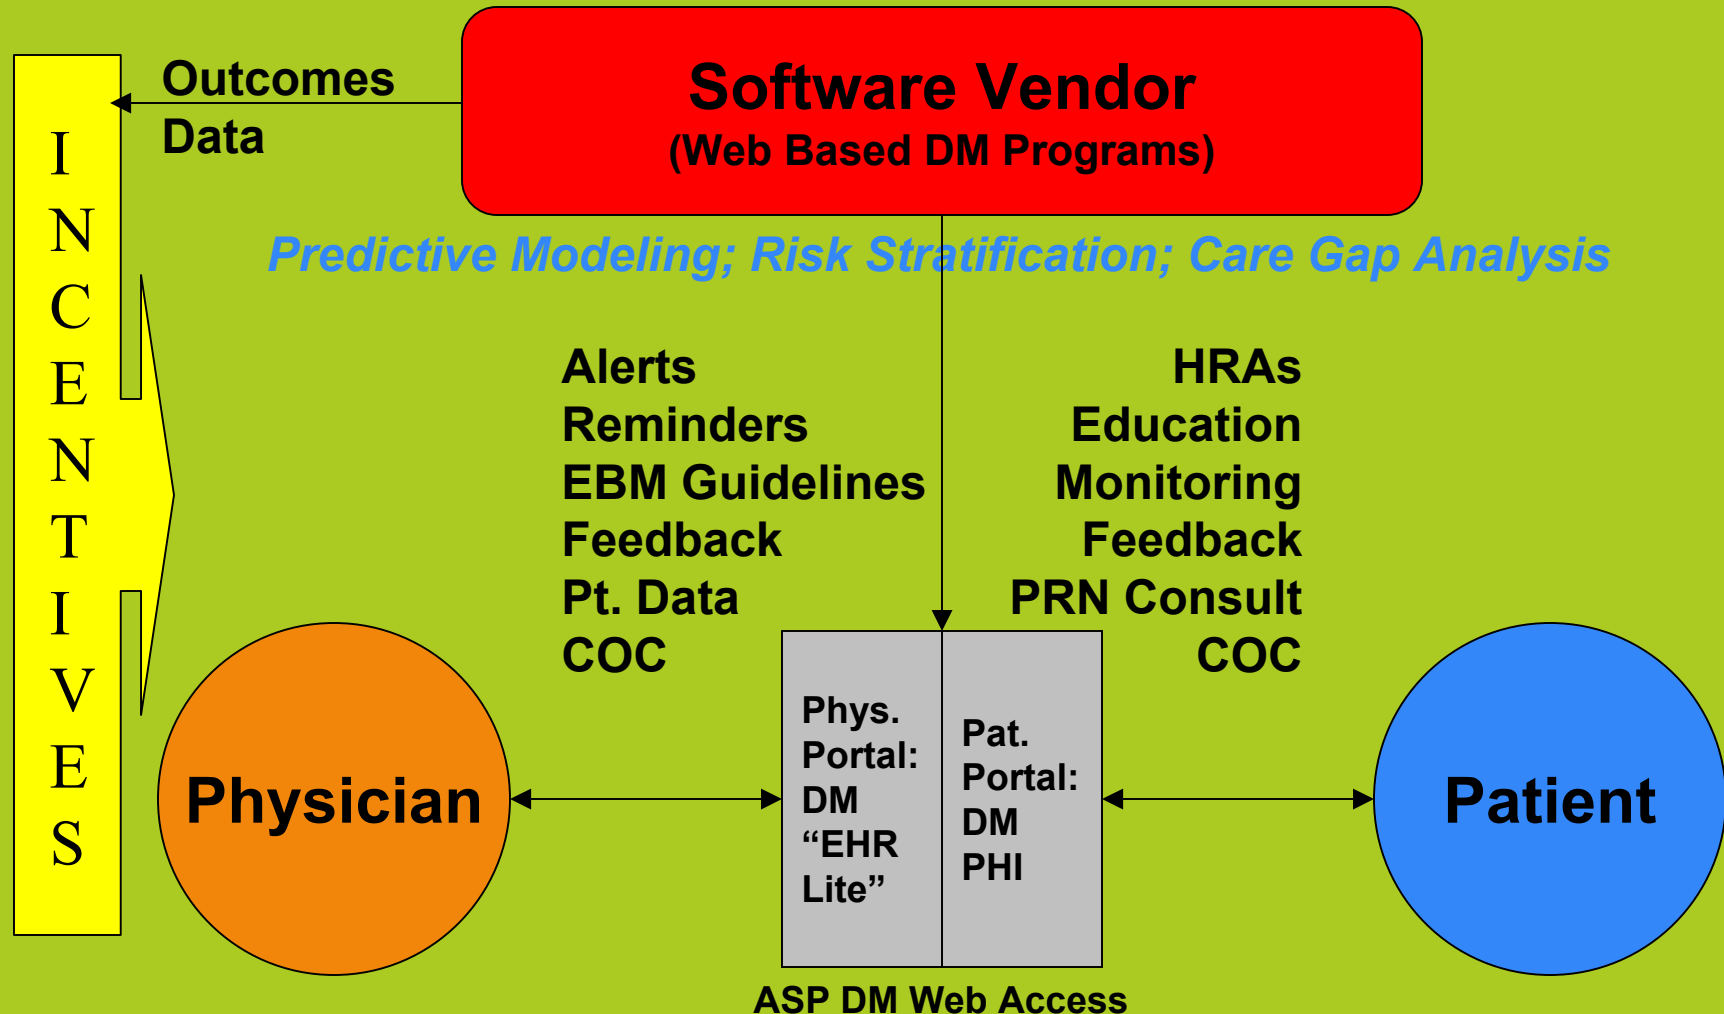 Software Vendor
(Web Based DM Programs)
Outcomes
Data
I
N
C
E
N
T
I
V
E
S
Predictive Modeling; Risk Stratification; Care Gap Analysis
Alerts
Reminders
EBM Guidelines
Feedback
Pt. Data
COC
HRAs
Education
Monitoring
Feedback
PRN Consult
COC
Physician
Phys.
Portal:
DM
“EHR
Lite”
Pat.
Portal:
DM
PHI
Patient
ASP DM Web Access